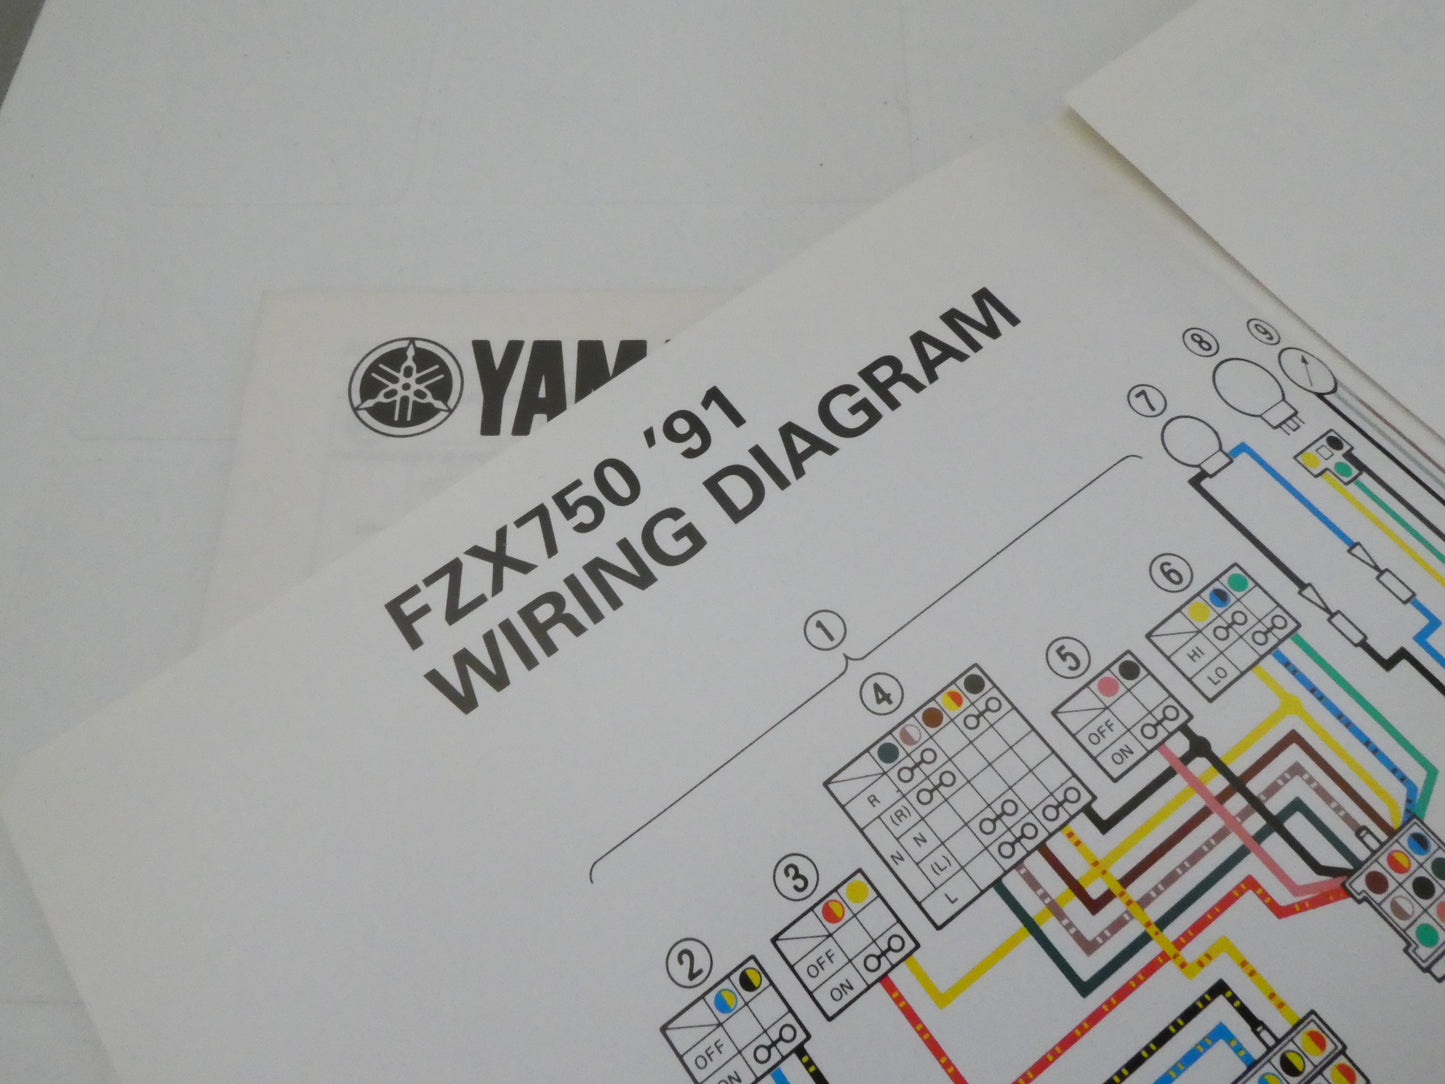 FZX750 '91
WIRING DIAGRAM
1
2
OFF
ON
3
OFF
ON
4
R
(R)
N N
(L)
L
5
OFF
ON
6
HI
LO
7
8
9